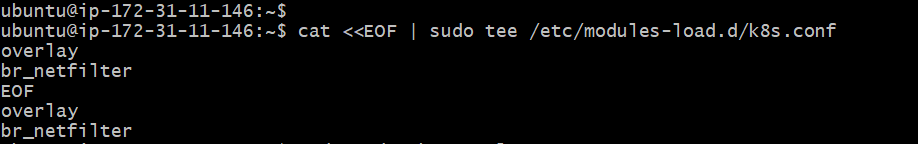 ubuntu@ip-172-31-11-146:~$
ubuntu@ip-172-31-11-146:~$ cat <<EOF | sudo tee /etc/modules-load.d/k8s.conf
overlay
br_netfilter
EOF
overlay
br_netfilter